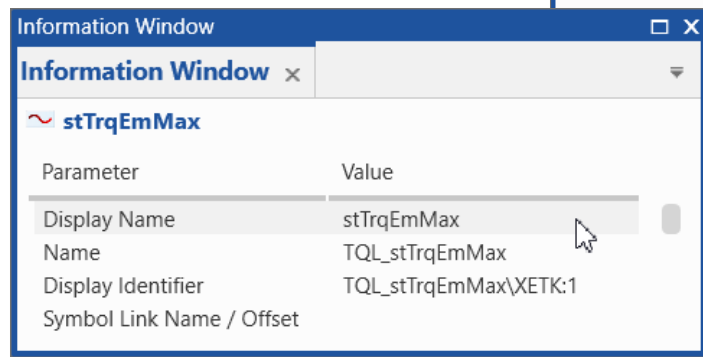 Information Window
Information Window
stTrqEmMax
Parameter Value
Display Name stTrqEmMax
Name TQL_stTrqEmMax
Display Identifier TQL_stTrqEmMax\XETK:1
Symbol Link Name / Offset